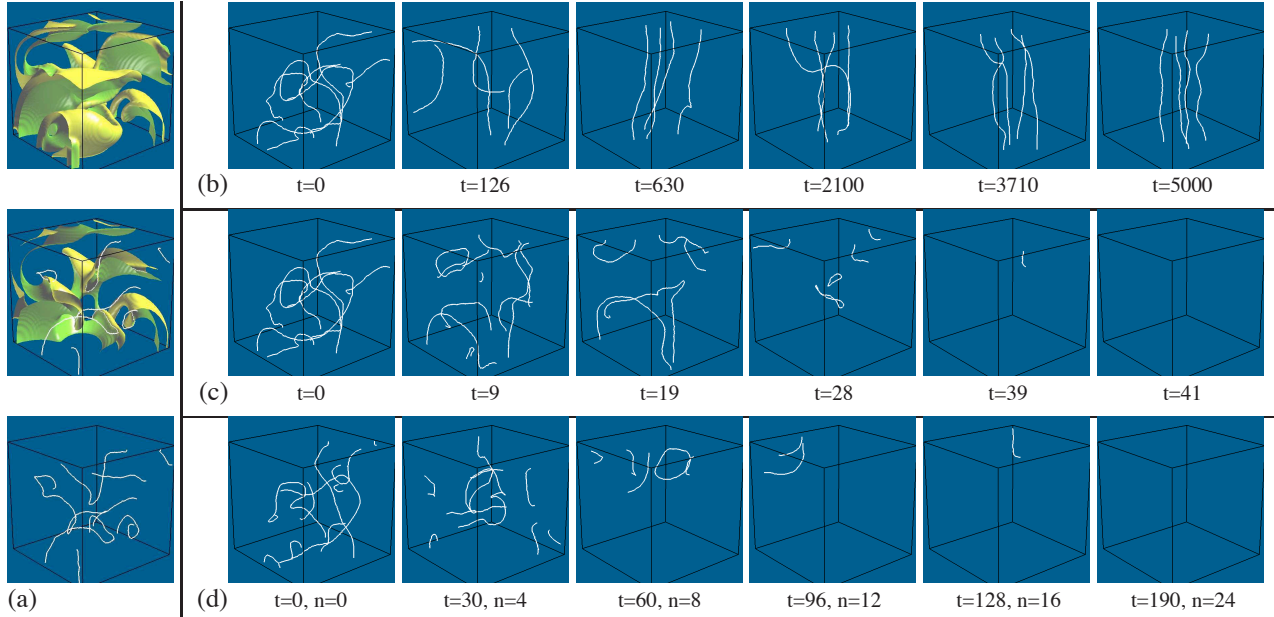 (b)
t=0 t=126 t=630 t=2100 t=3710 t=5000
(c)
t=0 t=9 t=19 t=28 t=39 t=41
(a)
(d)
t=0, n=0 t=30, n=4 t=60, n=8 t=96, n=12 t=128, n=16 t=190, n=24